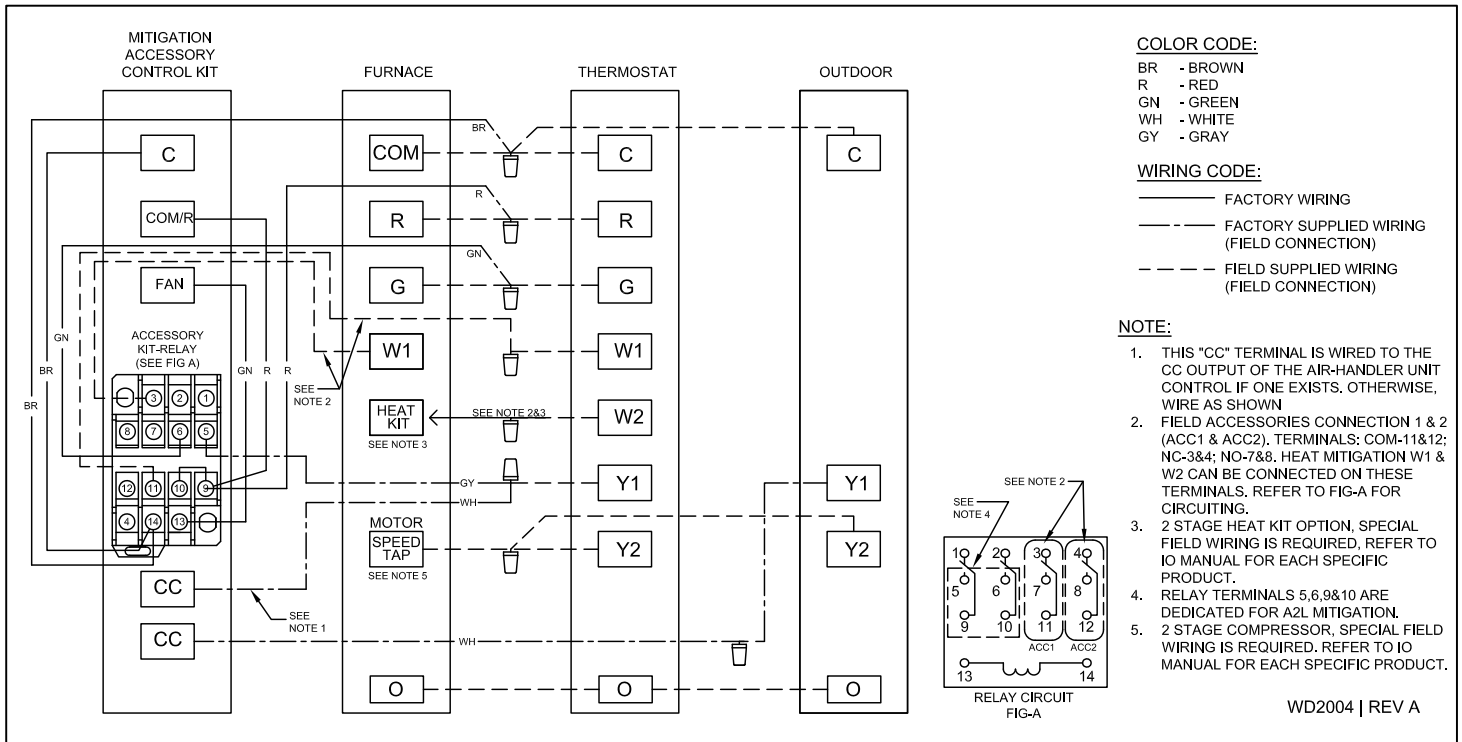 MITIGATION
ACCESSORY
CONTROL KIT
FURNACE
THERMOSTAT
OUTDOOR
C
COM/R
FAN
ACCESSORY
KIT-RELAY
(SEE FIG A)
3
2
1
8
7
6
5
12
11
10
9
4
14
13
CC
CC
BR
BR
GN
GN
R
R
SEE
NOTE 1
SEE
NOTE 2
BR
R
GN
COM
R
G
W1
HEAT
KIT
SEE NOTE 3
SEE NOTE 2&3
GY
WH
MOTOR
SPEED
TAP
SEE NOTE 5
WH
O
C
R
G
W1
W2
Y1
Y2
O
C
Y1
Y2
O
SEE NOTE 2
SEE
NOTE 4
1
2
3
4
5
6
7
8
9
10
11
12
ACC1
ACC2
13
14
RELAY CIRCUIT
FIG-A
COLOR CODE:
BR - BROWN
R - RED
GN - GREEN
WH - WHITE
GY - GRAY
WIRING CODE:
FACTORY WIRING
FACTORY SUPPLIED WIRING
(FIELD CONNECTION)
FIELD SUPPLIED WIRING
(FIELD CONNECTION)
NOTE:
1. THIS "CC" TERMINAL IS WIRED TO THE
CC OUTPUT OF THE AIR-HANDLER UNIT
CONTROL IF ONE EXISTS. OTHERWISE,
WIRE AS SHOWN
2. FIELD ACCESSORIES CONNECTION 1 & 2
(ACC1 & ACC2). TERMINALS: COM-11&12;
NC-3&4; NO-7&8. HEAT MITIGATION W1 &
W2 CAN BE CONNECTED ON THESE
TERMINALS. REFER TO FIG-A FOR
CIRCUITING.
3. 2 STAGE HEAT KIT OPTION, SPECIAL
FIELD WIRING IS REQUIRED, REFER TO
IO MANUAL FOR EACH SPECIFIC
PRODUCT.
4. RELAY TERMINALS 5,6,9&10 ARE
DEDICATED FOR A2L MITIGATION.
5. 2 STAGE COMPRESSOR, SPECIAL FIELD
WIRING IS REQUIRED. REFER TO IO
MANUAL FOR EACH SPECIFIC PRODUCT.
WD2004 | REV A